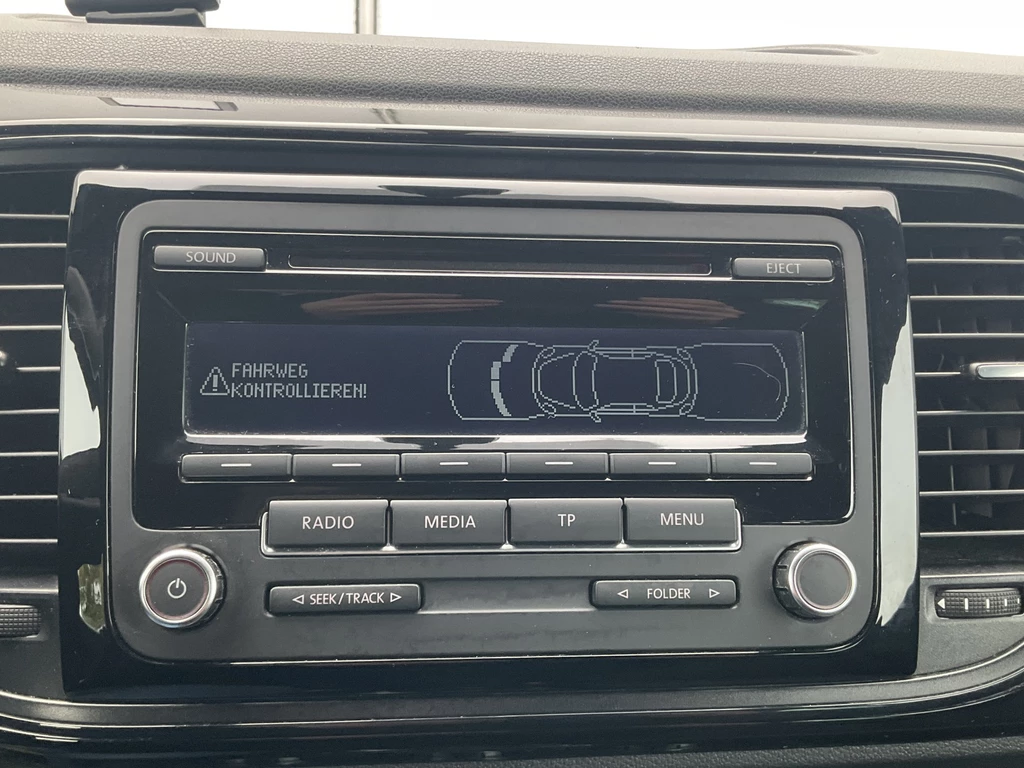 SOUND
EJECT
FAHRWEG
KONTROLLIEREN!
RADIO MEDIA TP MENU
SEEK/TRACK
FOLDER